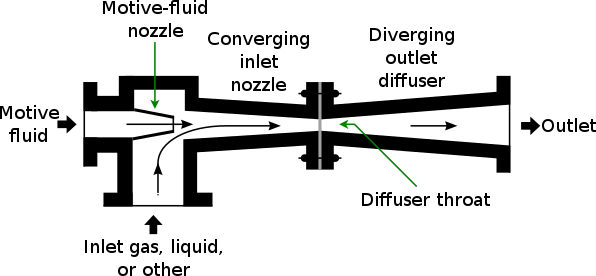 Motive-fluid
nozzle
Converging
inlet
nozzle
Diverging
outlet
diffuser
Motive
fluid
Outlet
Diffuser throat
Inlet gas, liquid,
or other